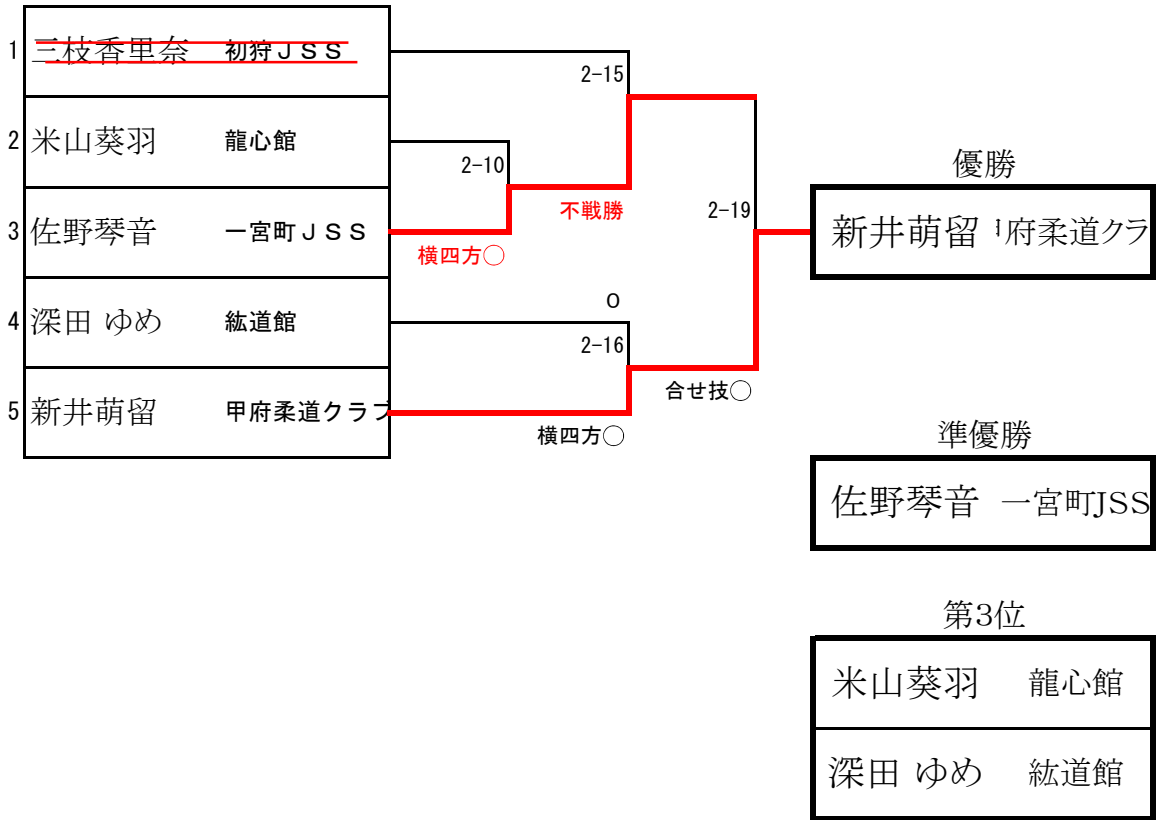 1 三枝香里奈 初狩ＪＳＳ
2-15
2 米山葵羽 龍心館
2-10
優勝
不戦勝
2-19
3 佐野琴音 一宮町ＪＳＳ
新井萌留 府柔道クラ
横四方○
0
4 深田 ゆめ 紘道館
2-16
合せ技○
5 新井萌留 甲府柔道クラブ
横四方○
準優勝
佐野琴音 一宮町JSS
第3位
米山葵羽 龍心館
深田 ゆめ 紘道館